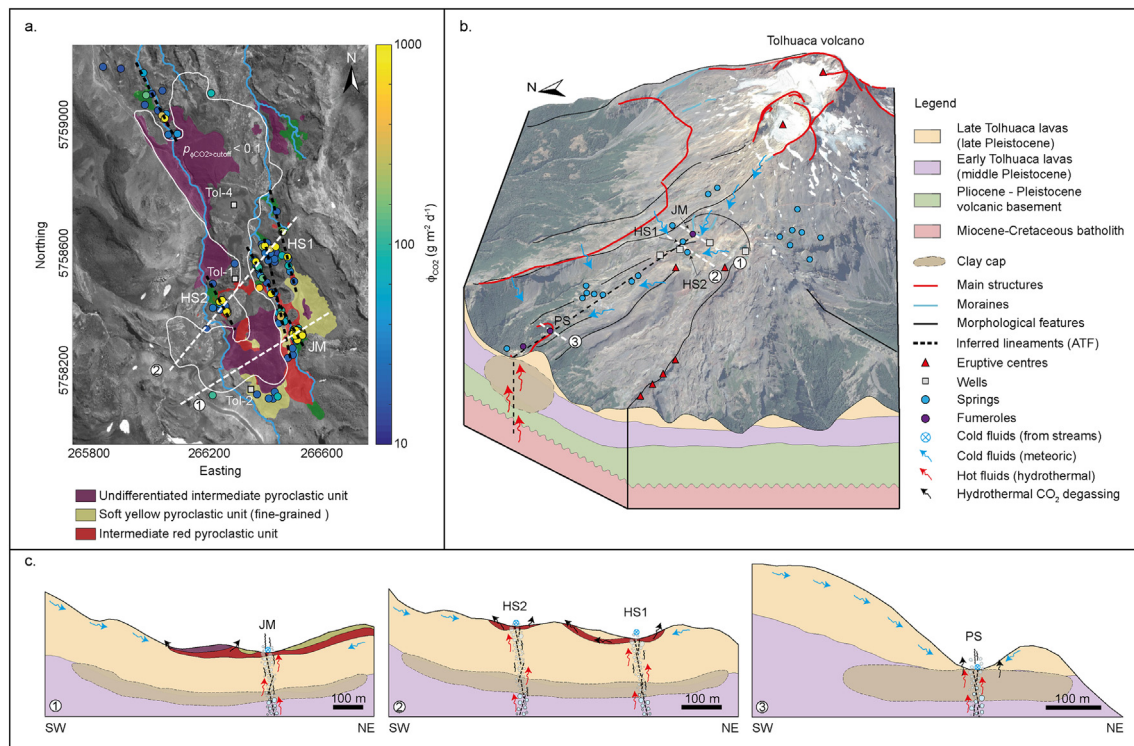 a.
N
1000
100
10
ϕCO2 (g m⁻² d⁻¹)
5759000
5758600
5758200
Northing
pϕCO2>cutoff < 0.1
Tol-4
HS1
Tol-1
HS2
JM
Tol-2
2
1
265800
266200
266600
Easting
Undifferentiated intermediate pyroclastic unit
Soft yellow pyroclastic unit (fine-grained )
Intermediate red pyroclastic unit
b.
Tolhuaca volcano
N
JM
HS1
HS2
1
2
PS
3
Legend
Late Tolhuaca lavas
(late Pleistocene)
Early Tolhuaca lavas
(middle Pleistocene)
Pliocene - Pleistocene
volcanic basement
Miocene-Cretaceous batholith
Clay cap
Main structures
Moraines
Morphological features
Inferred lineaments (ATF)
Eruptive centres
Wells
Springs
Fumeroles
Cold fluids (from streams)
Cold fluids (meteoric)
Hot fluids (hydrothermal)
Hydrothermal CO2 degassing
c.
JM
1
100 m
SW
NE
HS2
HS1
2
100 m
SW
NE
PS
3
100 m
SW
NE